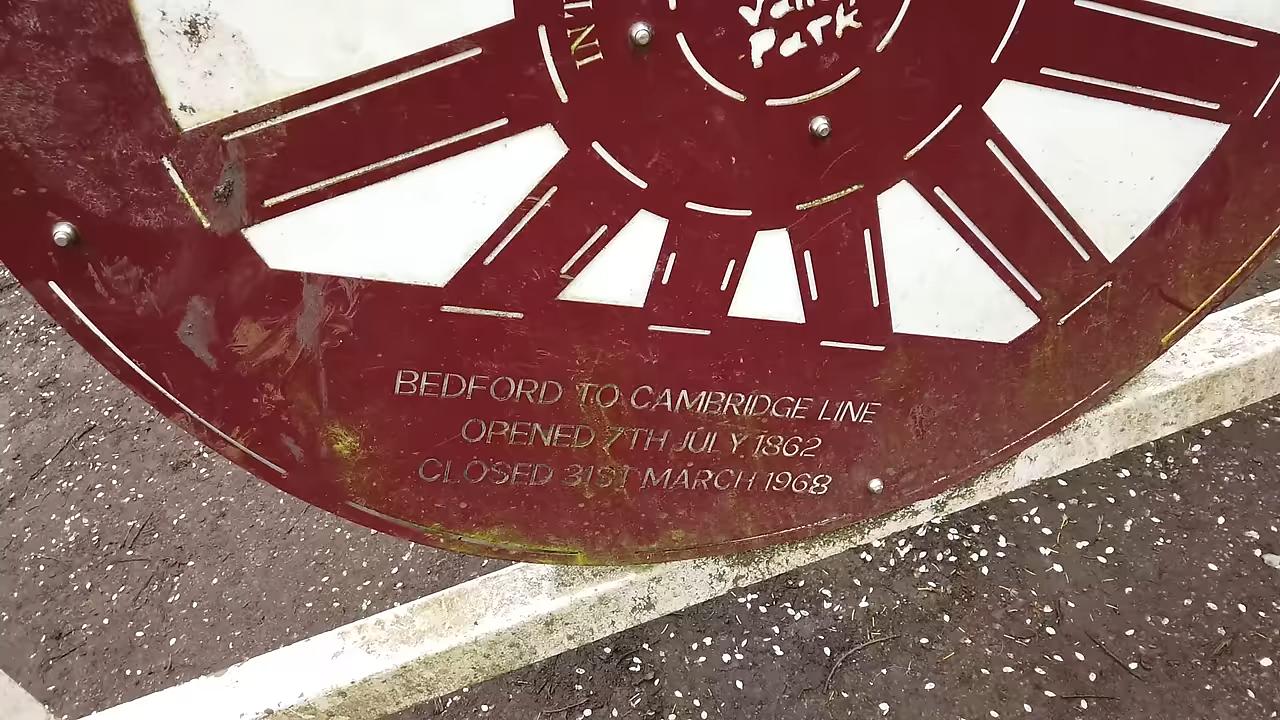 Park
BEDFORD TO CAMBRIDGE LINE
OPENED 7TH JULY 1862
CLOSED 31ST MARCH 1968